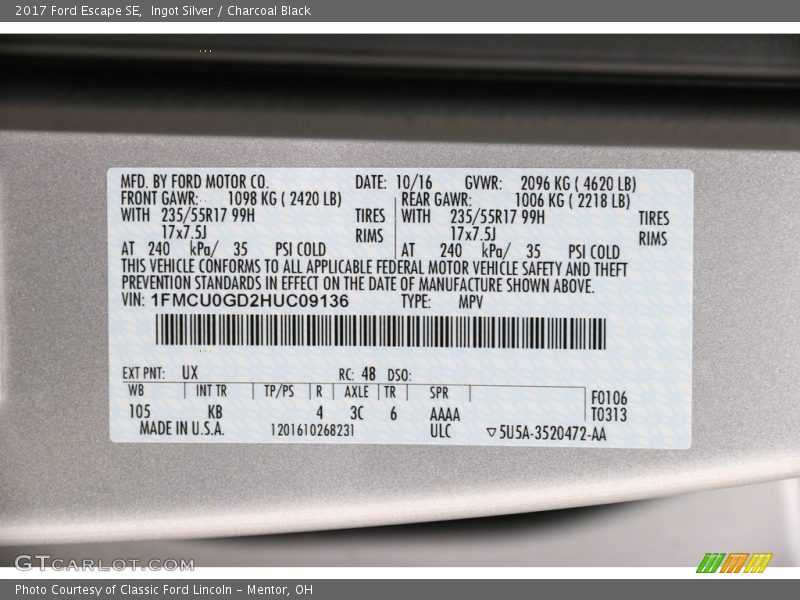 2017 Ford Escape SE,  Ingot Silver / Charcoal Black
MFD. BY FORD MOTOR CO. DATE: 10/16 GVWR: 2096 KG ( 4620 LB)
FRONT GAWR: 1098 KG ( 2420 LB) REAR GAWR: 1006 KG ( 2218 LB)
WITH 235/55R17 99H TIRES WITH 235/55R17 99H TIRES
17x7.5J RIMS 17x7.5J RIMS
AT 240 kPa/ 35 PSI COLD AT 240 kPa/ 35 PSI COLD
THIS VEHICLE CONFORMS TO ALL APPLICABLE FEDERAL MOTOR VEHICLE SAFETY AND THEFT
PREVENTION STANDARDS IN EFFECT ON THE DATE OF MANUFACTURE SHOWN ABOVE.
VIN: 1FMCU0GD2HUC09136 TYPE: MPV
EXT PNT: UX RC: 48 DSO:
WB INT TR TP/PS R AXLE TR SPR F0106
105 KB 4 3C 6 AAAA T0313
MADE IN U.S.A. 1201610268231 ULC ▽5U5A-3520472-AA
GTCARLOT.COM
Photo Courtesy of Classic Ford Lincoln - Mentor, OH